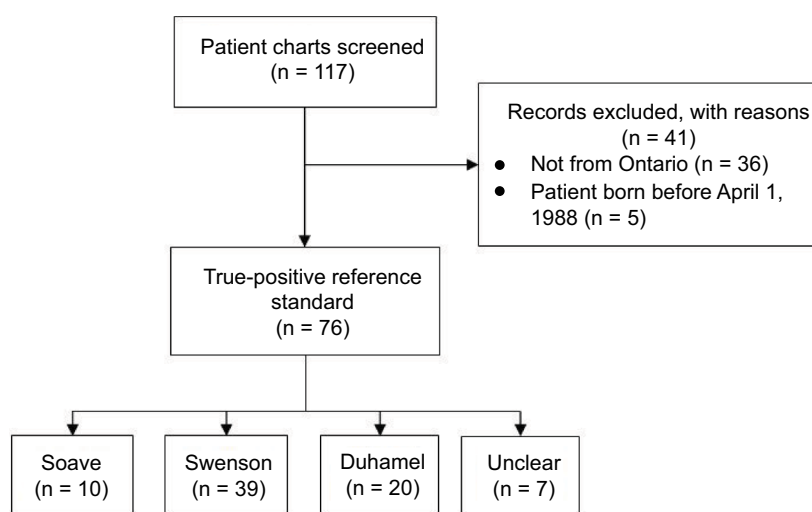 Patient charts screened
(n = 117)
Records excluded, with reasons
(n = 41)
● Not from Ontario (n = 36)
● Patient born before April 1,
1988 (n = 5)
True-positive reference
standard
(n = 76)
Soave
(n = 10)
Swenson
(n = 39)
Duhamel
(n = 20)
Unclear
(n = 7)